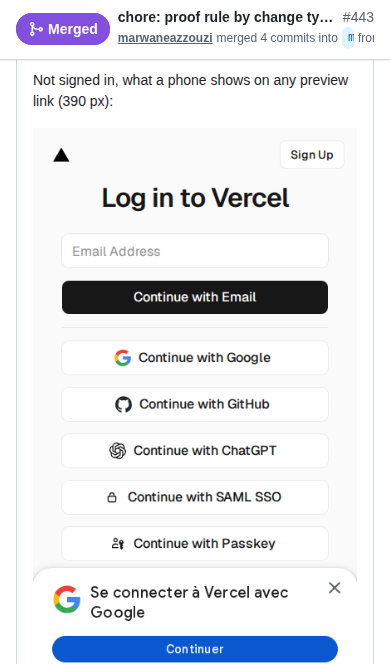 Merged
chore: proof rule by change ty… #443
marwaneazzouzi merged 4 commits into m from
Not signed in, what a phone shows on any preview
link (390 px):
Sign Up
Log in to Vercel
Email Address
Continue with Email
Continue with Google
Continue with GitHub
Continue with ChatGPT
Continue with SAML SSO
Continue with Passkey
Se connecter à Vercel avec
Google
Continuer